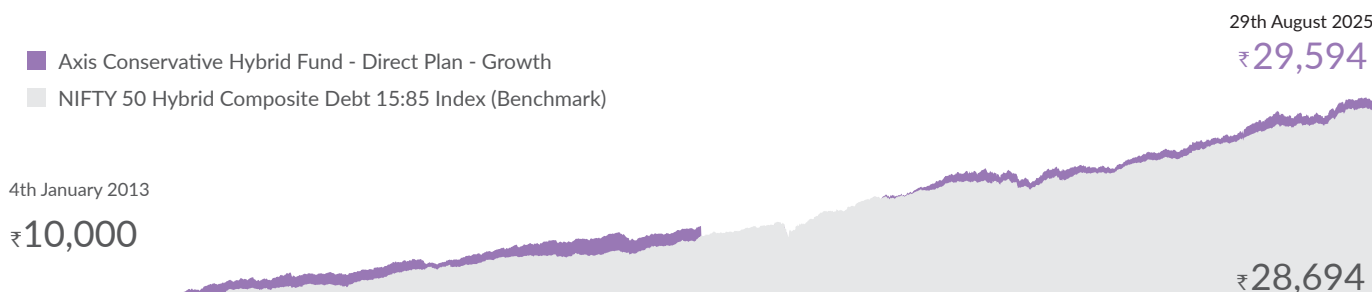 29th August 2025
₹29,594
Axis Conservative Hybrid Fund - Direct Plan - Growth
NIFTY 50 Hybrid Composite Debt 15:85 Index (Benchmark)
4th January 2013
₹10,000
₹28,694